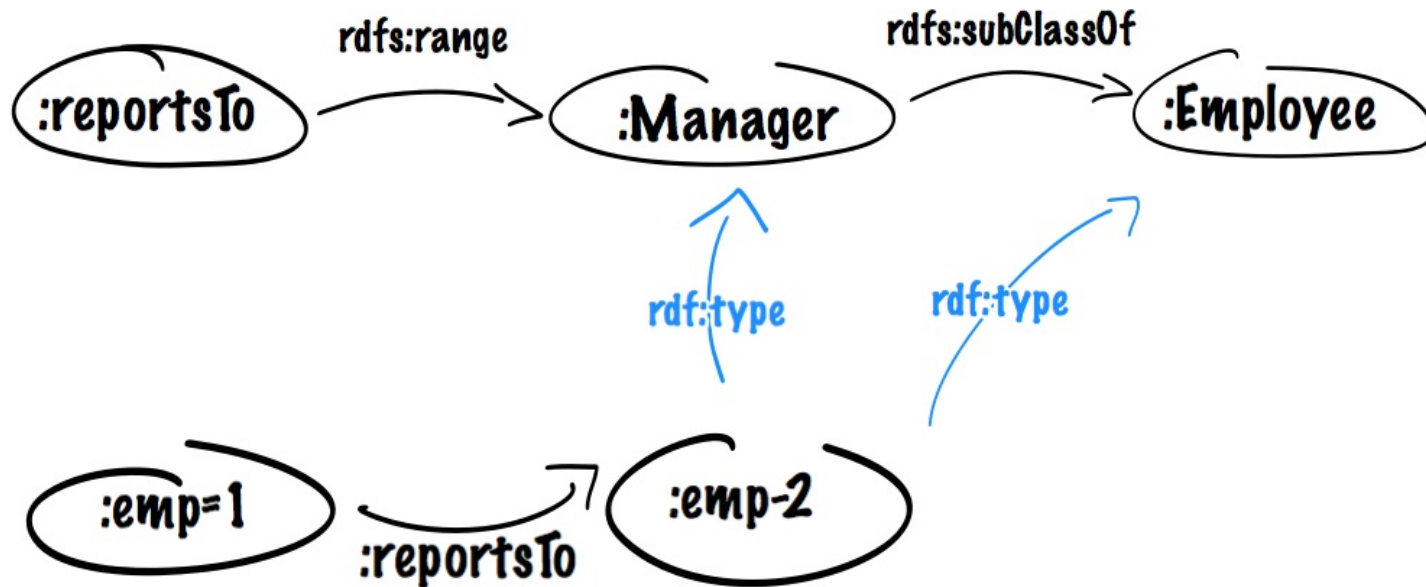 rdfs:range
rdfs:subClassOf
:reportsTo
:Manager
:Employee
rdf:type
rdf:type
:emp=1
:emp-2
:reportsTo